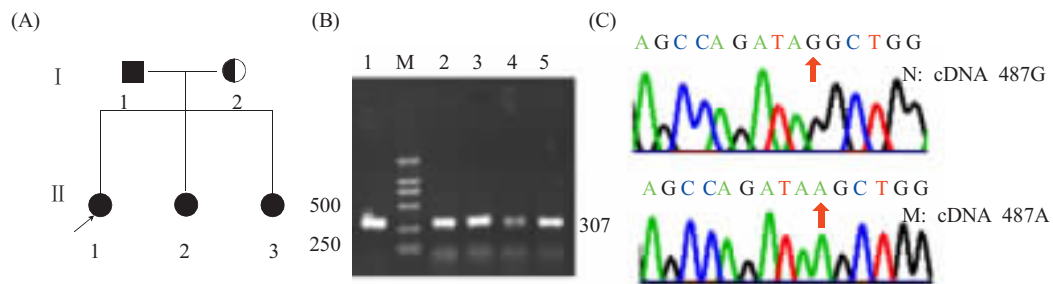 (A)
I
1
2
II
1
2
3
(B)
1 M 2 3 4 5
500
250
307
(C)
A G C C A G A T A G G C T G G
N: cDNA 487G
A G C C A G A T A A G C T G G
M: cDNA 487A